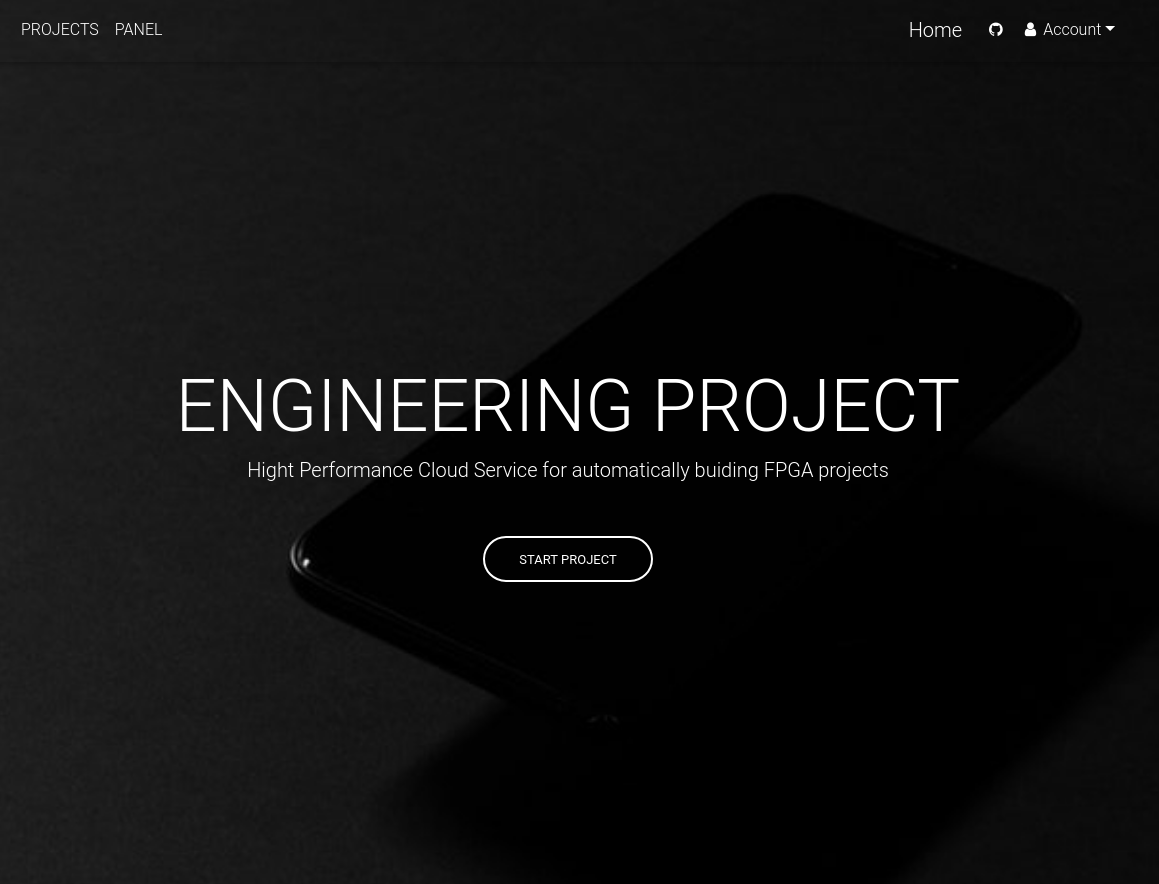 PROJECTS PANEL Home Account
ENGINEERING PROJECT
Hight Performance Cloud Service for automatically buiding FPGA projects
START PROJECT